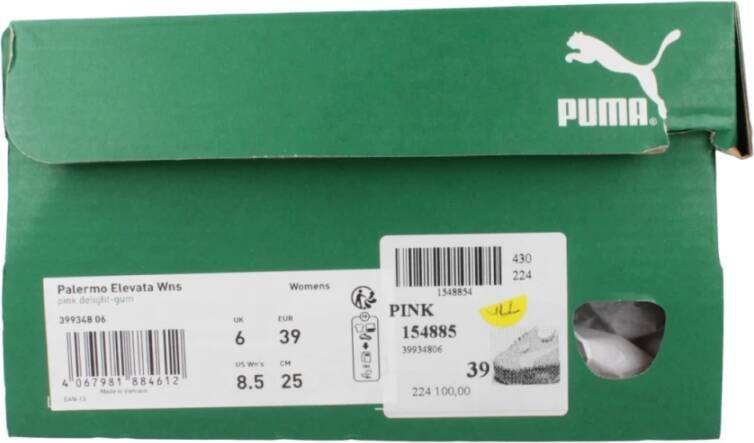 PUMA®
Palermo Elevata Wns Womens
pink delight-gum
399348 06
UK EUR
6 39
US Wn's CM
8.5 25
4 067981 884612
Made in Vietnam
EAN-13
430
224
1548854
PINK
154885
39934806
39
224 100,00